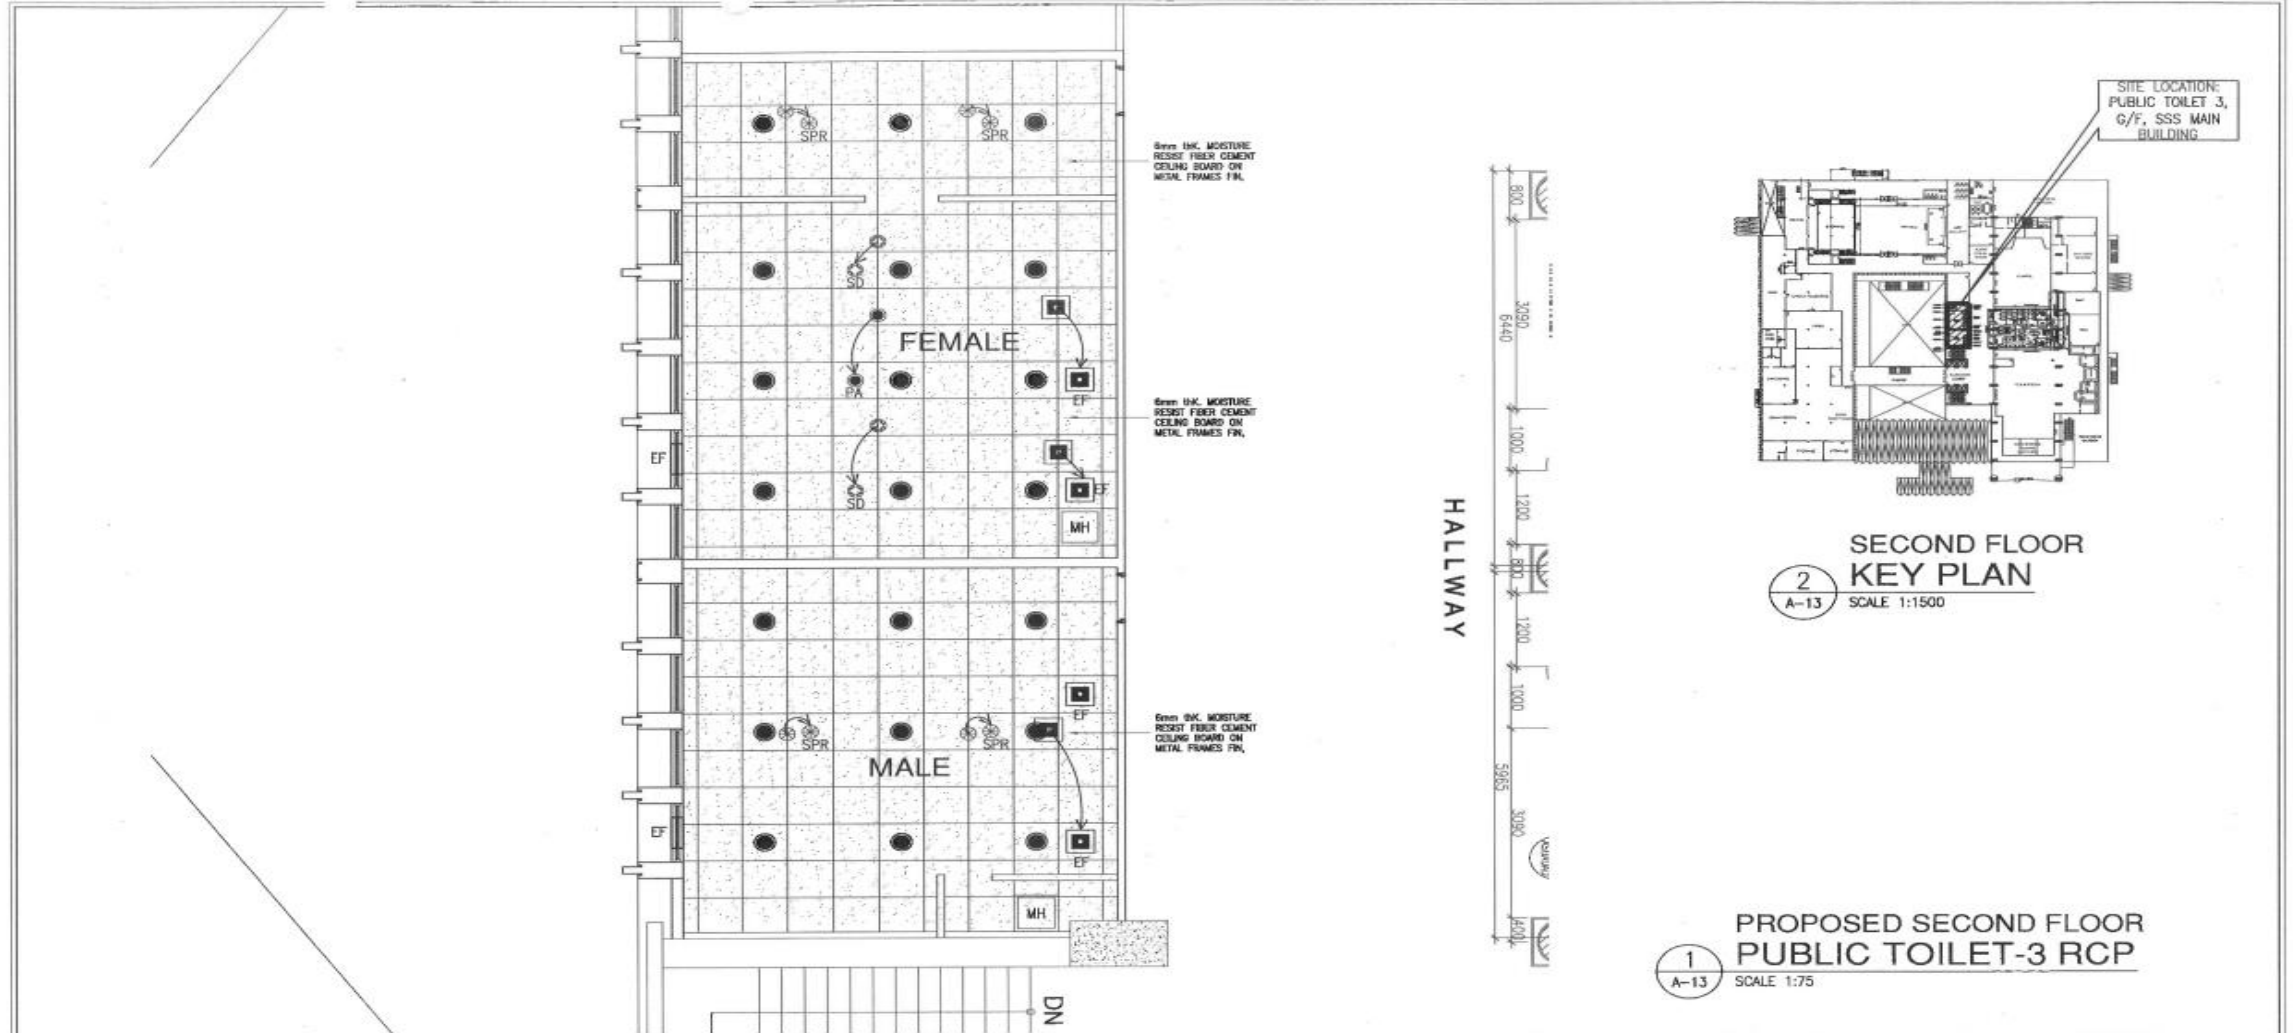 SITE LOCATION:
PUBLIC TOILET 3,
G/F, SSS MAIN
BUILDING
SPR
SPR
6mm thK. MOISTURE
RESIST FIBER CEMENT
CEILING BOARD ON
METAL FRAMES FIN.
SD
FEMALE
PA
EF
6mm thK. MOISTURE
RESIST FIBER CEMENT
CEILING BOARD ON
METAL FRAMES FIN.
EF
SD
EF
MH
EF
SPR
SPR
6mm thK. MOISTURE
RESIST FIBER CEMENT
CEILING BOARD ON
METAL FRAMES FIN.
MALE
EF
EF
MH
DN
HALLWAY
800
3090
6440
1000
1200
800
1200
1000
5965
3090
400
SECOND FLOOR
2 KEY PLAN
A-13 SCALE 1:1500
PROPOSED SECOND FLOOR
1 PUBLIC TOILET-3 RCP
A-13 SCALE 1:75